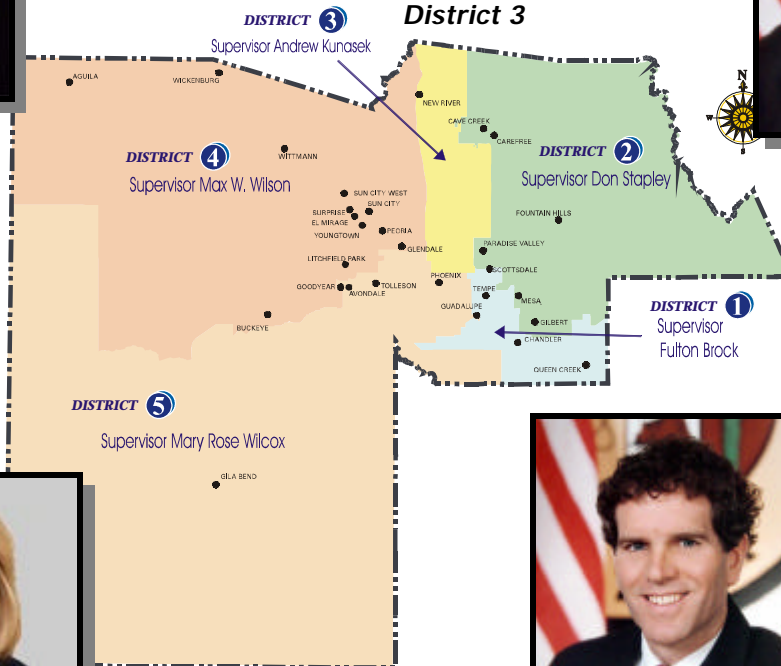 District 3
DISTRICT 3
Supervisor Andrew Kunasek
AGUILA
WICKENBURG
NEW RIVER
CAVE CREEK
CAREFREE
N
W
S
DISTRICT 4
Supervisor Max W. Wilson
WITTMANN
DISTRICT 2
Supervisor Don Stapley
SUN CITY WEST
SUN CITY
SURPRISE
EL MIRAGE
YOUNGTOWN
PEORIA
GLENDALE
FOUNTAIN HILLS
PARADISE VALLEY
LITCHFIELD PARK
SCOTTSDALE
PHOENIX
GOODYEAR
AVONDALE
TOLLESON
TEMPE
MESA
GUADALUPE
BUCKEYE
GILBERT
CHANDLER
QUEEN CREEK
DISTRICT 1
Supervisor
Fulton Brock
DISTRICT 5
Supervisor Mary Rose Wilcox
GILA BEND